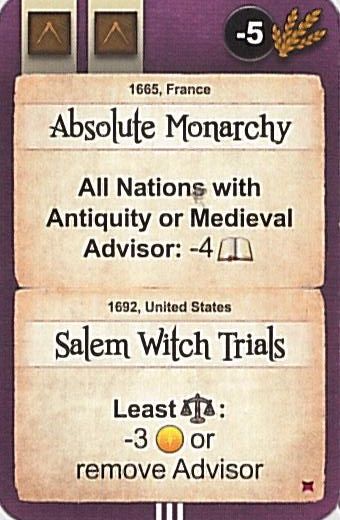 -5
1665, France
Absolute Monarchy
All Nations with
Antiquity or Medieval
Advisor: -4
1692, United States
Salem Witch Trials
Least :
-3 or
remove Advisor